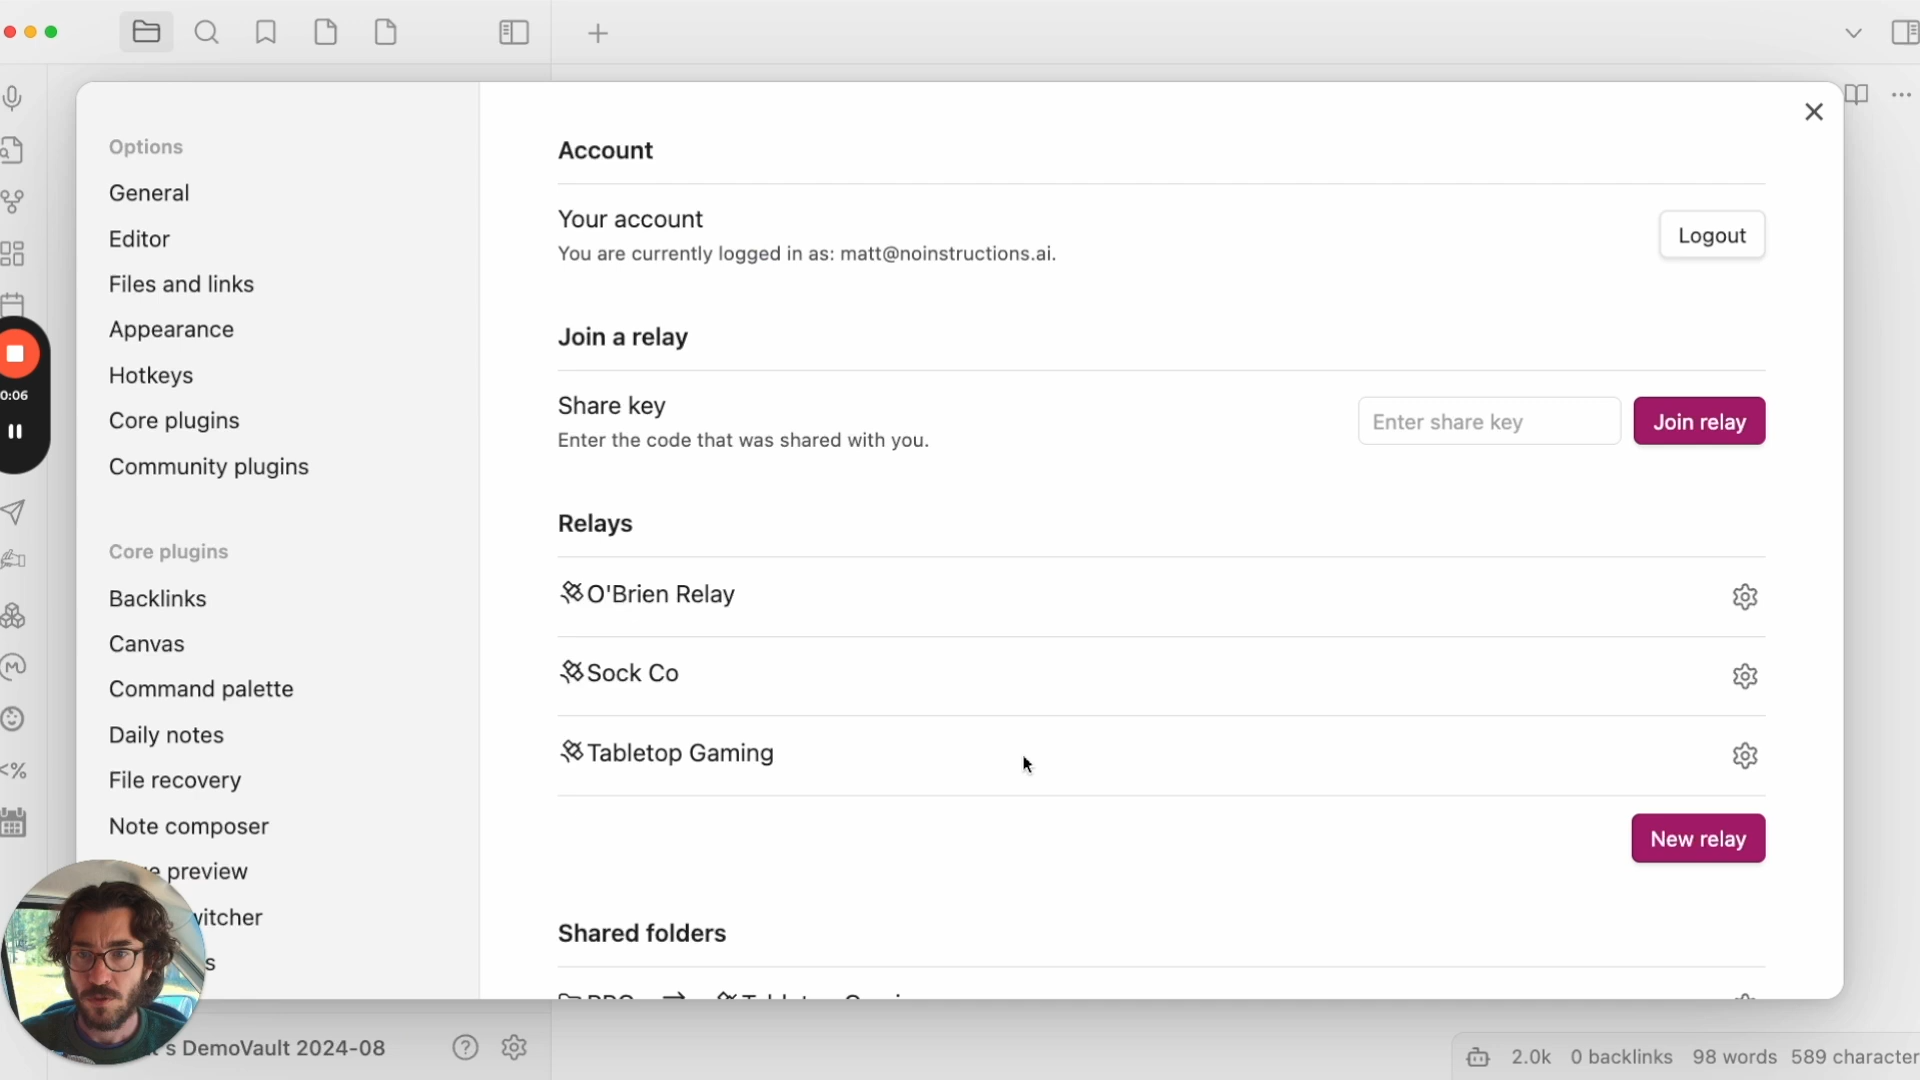 Options
General
Editor
Files and links
Appearance
Hotkeys
Core plugins
Community plugins
Core plugins
Backlinks
Canvas
Command palette
Daily notes
File recovery
Note composer
preview
0:06
Account
Your account
You are currently logged in as: matt@noinstructions.ai.
Logout
Join a relay
Share key
Enter the code that was shared with you.
Enter share key
Join relay
Relays
O'Brien Relay
Sock Co
Tabletop Gaming
New relay
Shared folders
's DemoVault 2024-08
2.0k 0 backlinks 98 words 589 character